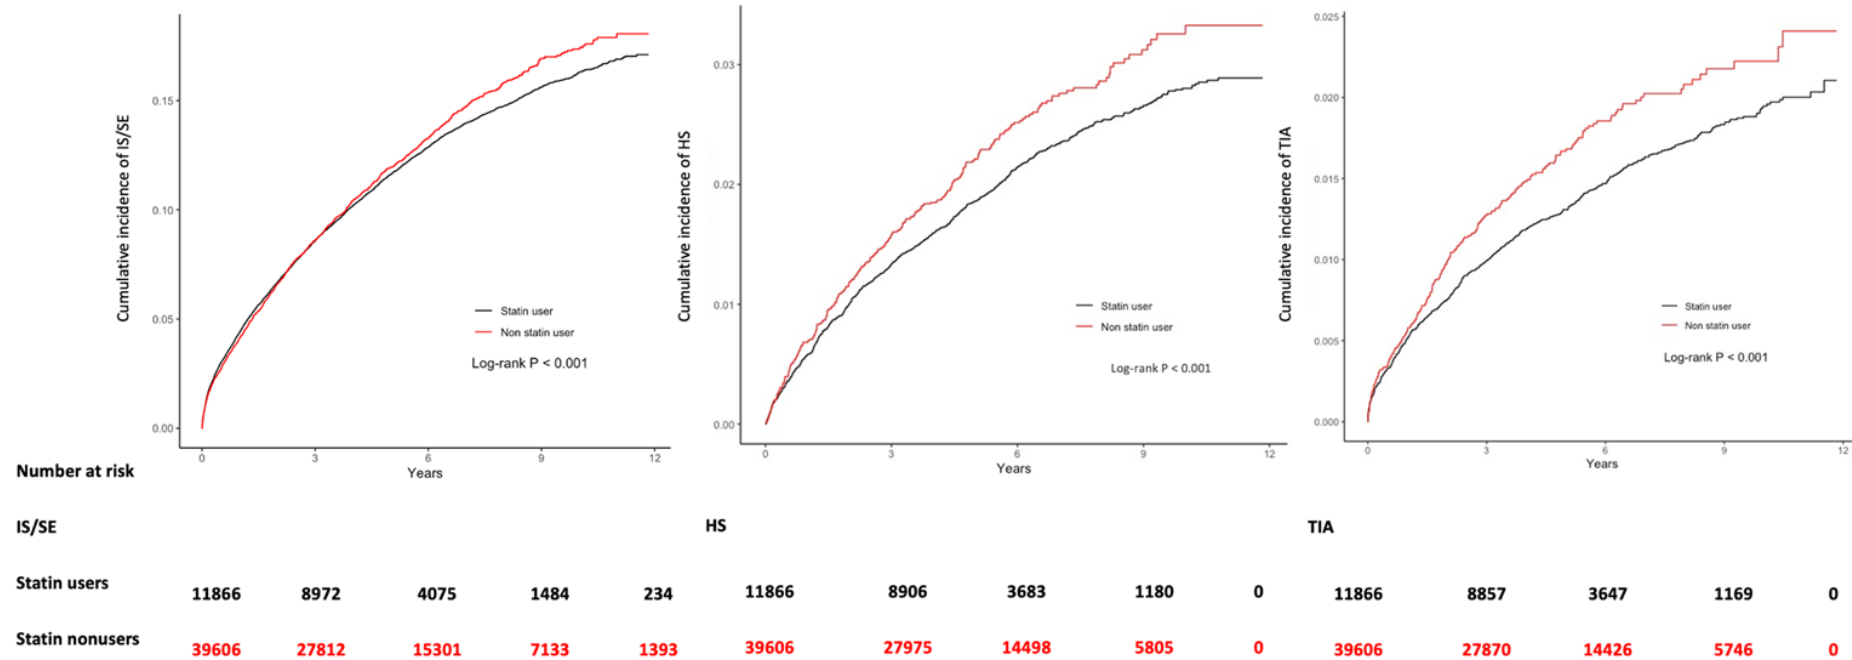 Cumulative incidence of IS/SE
0.15
0.10
0.05
0.00
Statin user
Non statin user
Log-rank P < 0.001
0 3 6 9 12
Years
Cumulative incidence of HS
0.03
0.02
0.01
0.00
Statin user
Non statin user
Log-rank P < 0.001
0 3 6 9 12
Years
Cumulative incidence of TIA
0.025
0.020
0.015
0.010
0.005
0.000
Statin user
Non statin user
Log-rank P < 0.001
0 3 6 9 12
Years
Number at risk
IS/SE HS TIA
Statin users 11866 8972 4075 1484 234 11866 8906 3683 1180 0 11866 8857 3647 1169 0
Statin nonusers 39606 27812 15301 7133 1393 39606 27975 14498 5805 0 39606 27870 14426 5746 0